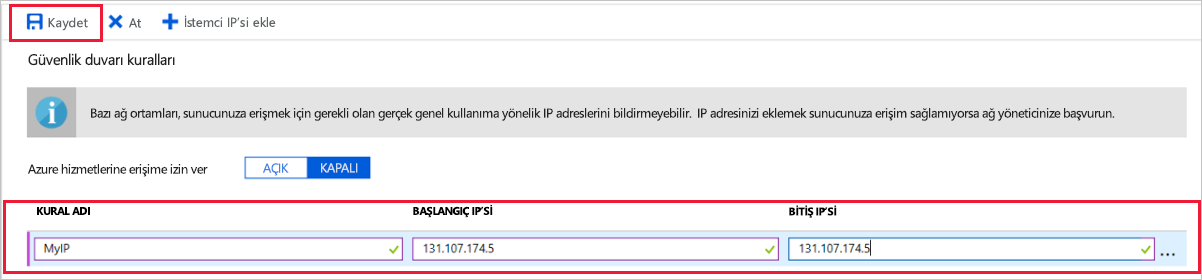 Kaydet At İstemci IP'si ekle
Güvenlik duvarı kuralları
Bazı ağ ortamları, sunucunuza erişmek için gerekli olan gerçek genel kullanıma yönelik IP adreslerini bildirmeyebilir. IP adresinizi eklemek sunucunuza erişim sağlamıyorsa ağ yöneticinize başvurun.
Azure hizmetlerine erişime izin ver AÇIK KAPALI
KURAL ADI BAŞLANGIÇ IP'Sİ BİTİŞ IP'Sİ
MyIP 131.107.174.5 131.107.174.5 ...